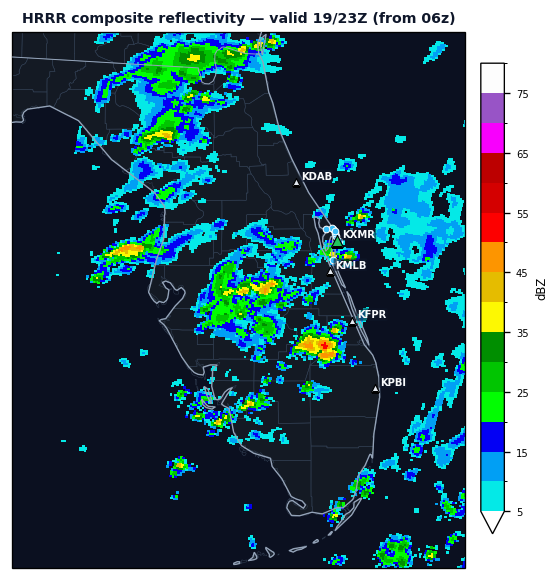 HRRR composite reflectivity — valid 19/23Z (from 06z)
KDAB
KXMR
KMLB
KFPR
KPBI
75
65
55
45
35
25
15
5
dBZ